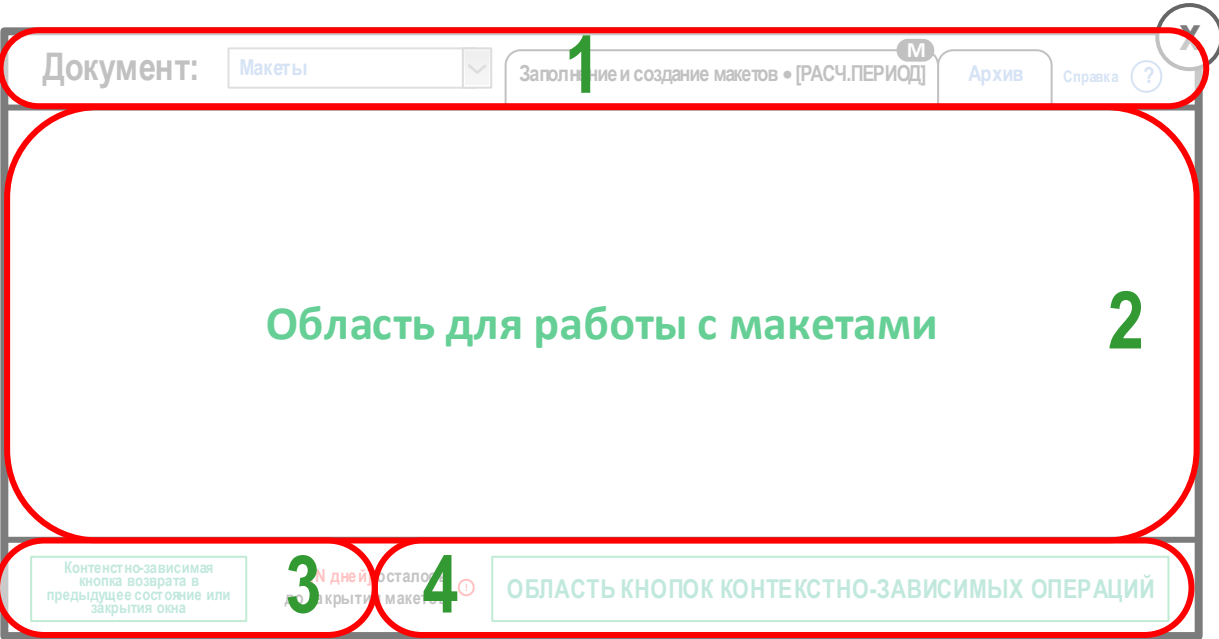 X
Документ:
Макеты
1
М
Заполнение и создание макетов • [РАСЧ.ПЕРИОД]
Архив
Справка ?
Область для работы с макетами
2
Контенстно-зависимая
кнопка возврата в
предыдущее состояние или
закрытия окна
3
N дней осталось
до закрытия макетов
4
ОБЛАСТЬ КНОПОК КОНТЕКСТНО-ЗАВИСИМЫХ ОПЕРАЦИЙ